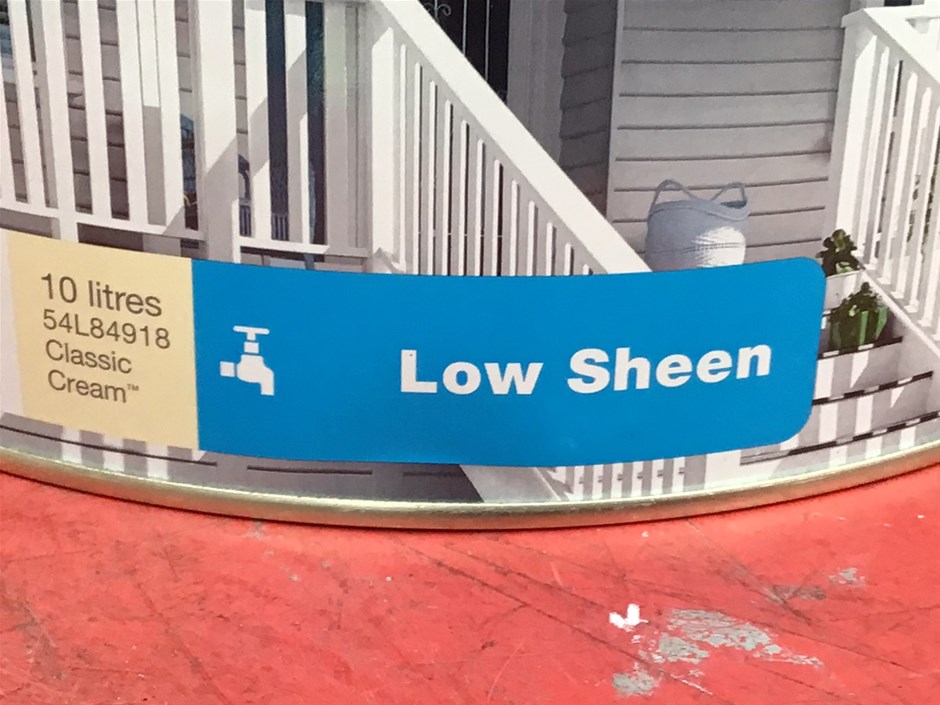 10 litres
54L84918
Classic
Cream™
Low Sheen